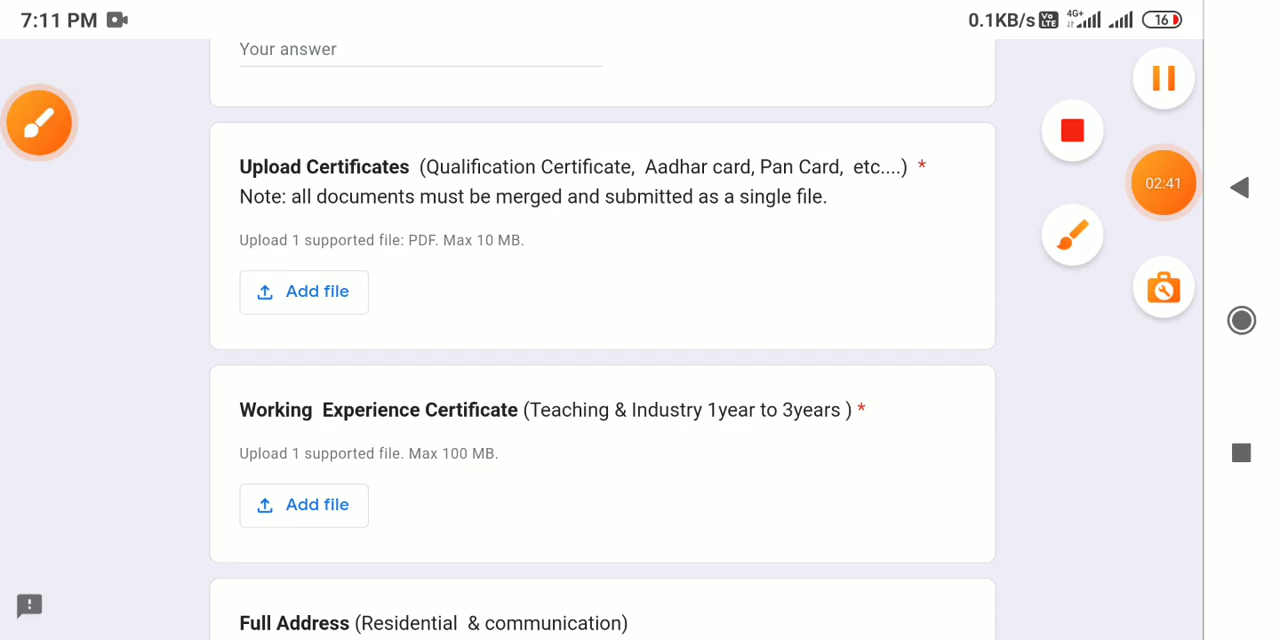 7:11 PM
0.1KB/s Vo LTE 4G+ 16
Your answer
Upload Certificates (Qualification Certificate, Aadhar card, Pan Card, etc....) *
Note: all documents must be merged and submitted as a single file.
Upload 1 supported file: PDF. Max 10 MB.
Add file
02:41
Working Experience Certificate (Teaching & Industry 1year to 3years ) *
Upload 1 supported file. Max 100 MB.
Add file
Full Address (Residential & communication)